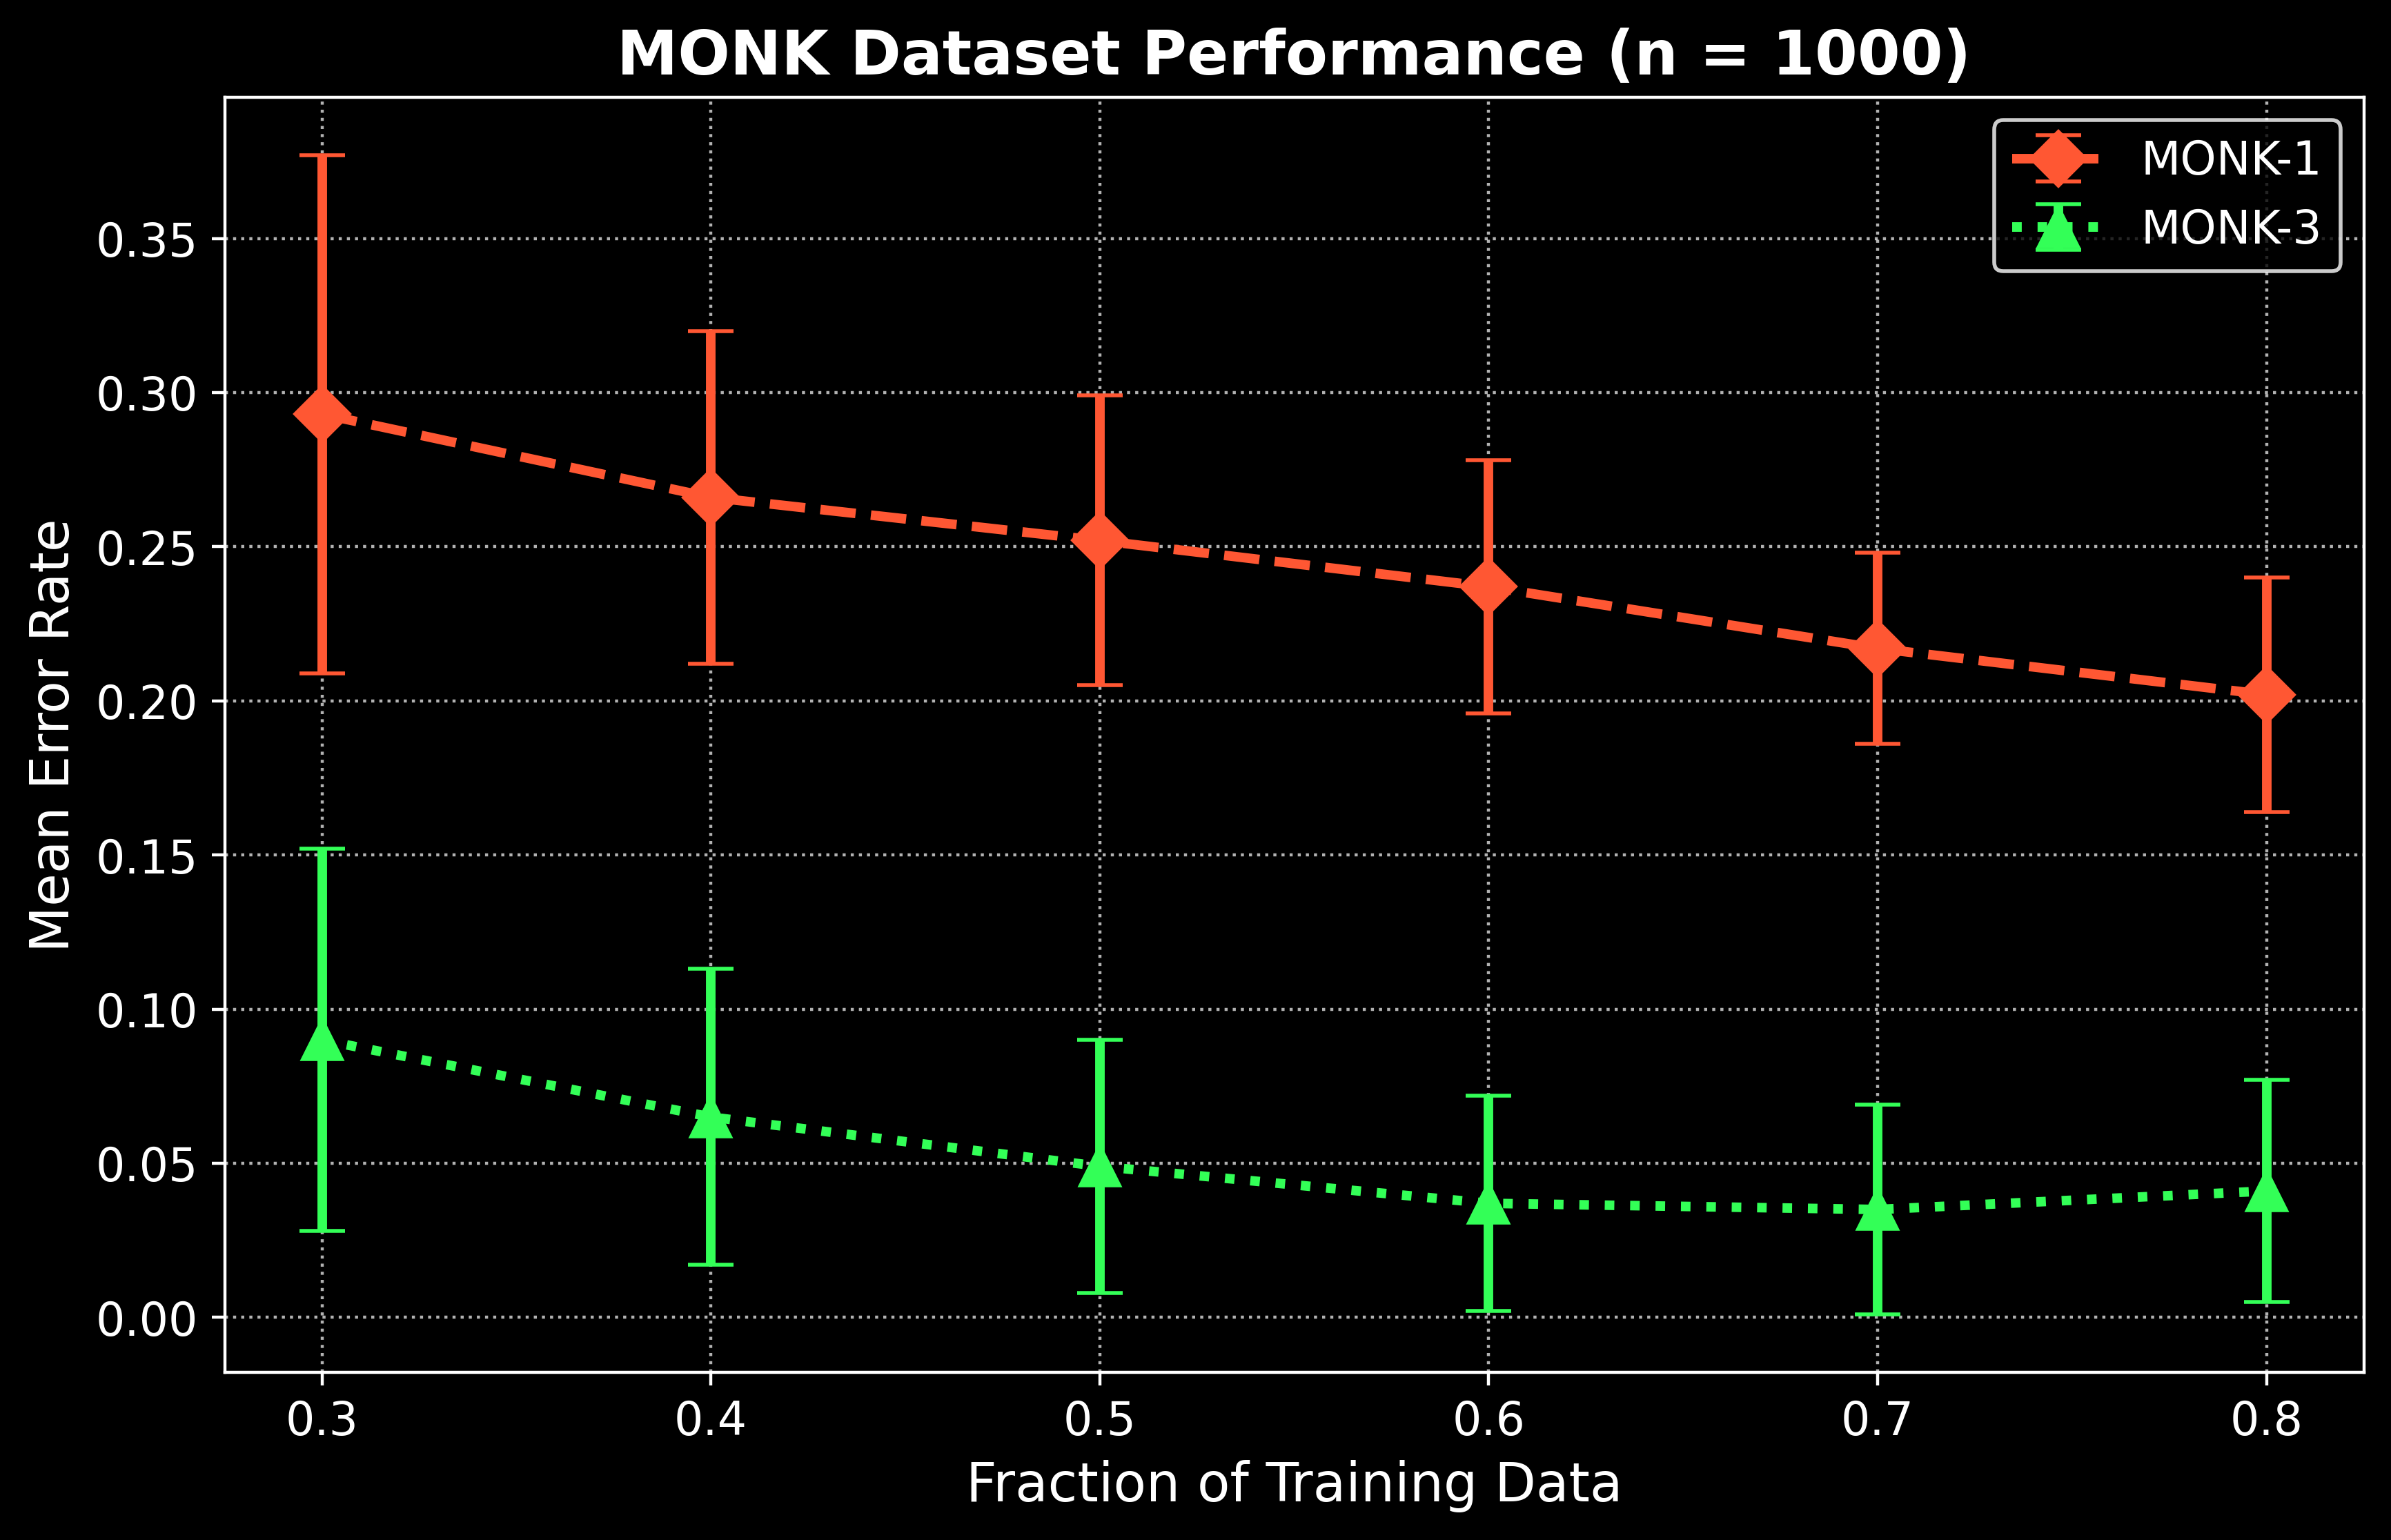 MONK Dataset Performance (n = 1000)
MONK-1
MONK-3
Mean Error Rate
0.35
0.30
0.25
0.20
0.15
0.10
0.05
0.00
0.3 0.4 0.5 0.6 0.7 0.8
Fraction of Training Data